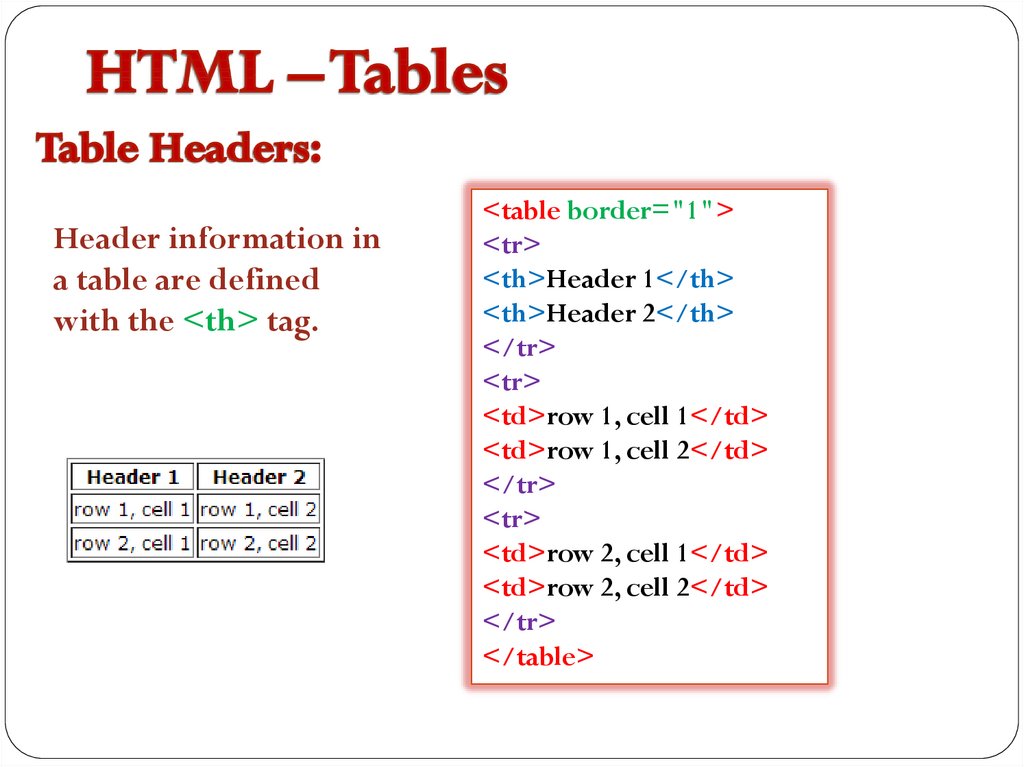 HTML – Tables
Table Headers:
Header information in
a table are defined
with the <th> tag.
Header 1 Header 2
row 1, cell 1 row 1, cell 2
row 2, cell 1 row 2, cell 2
<table border="1">
<tr>
<th>Header 1</th>
<th>Header 2</th>
</tr>
<tr>
<td>row 1, cell 1</td>
<td>row 1, cell 2</td>
</tr>
<tr>
<td>row 2, cell 1</td>
<td>row 2, cell 2</td>
</tr>
</table>